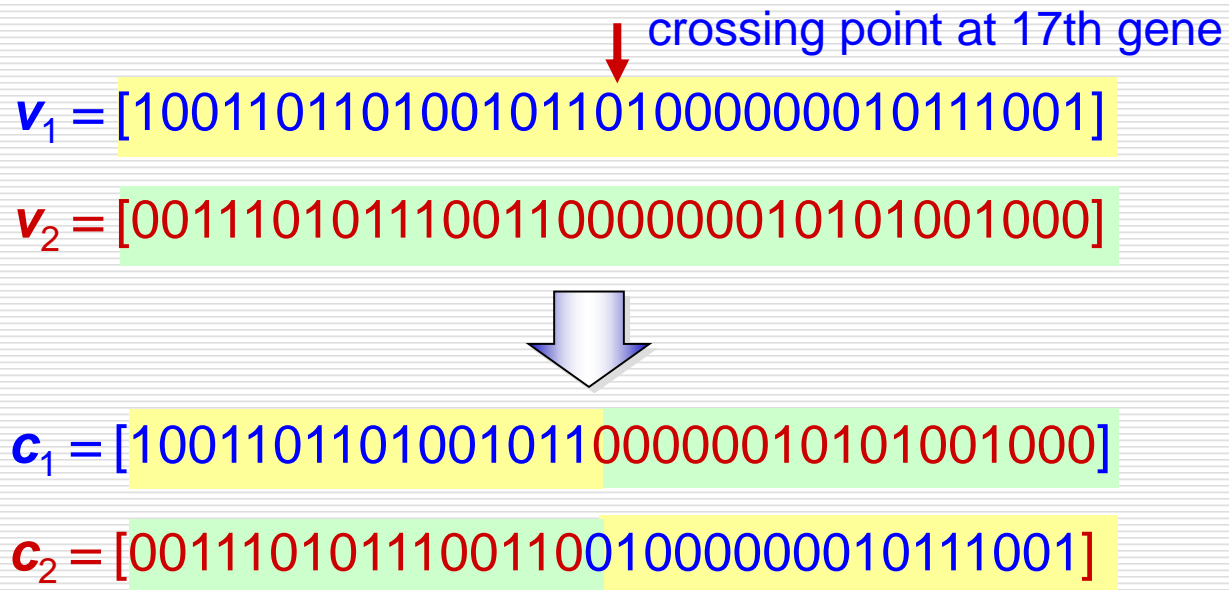 crossing point at 17th gene
v₁ = [100110110100101101000000010111001]
v₂ = [001110101110011000000010101001000]
c₁ = [100110110100101100000010101001000]
c₂ = [001110101110011001000000010111001]